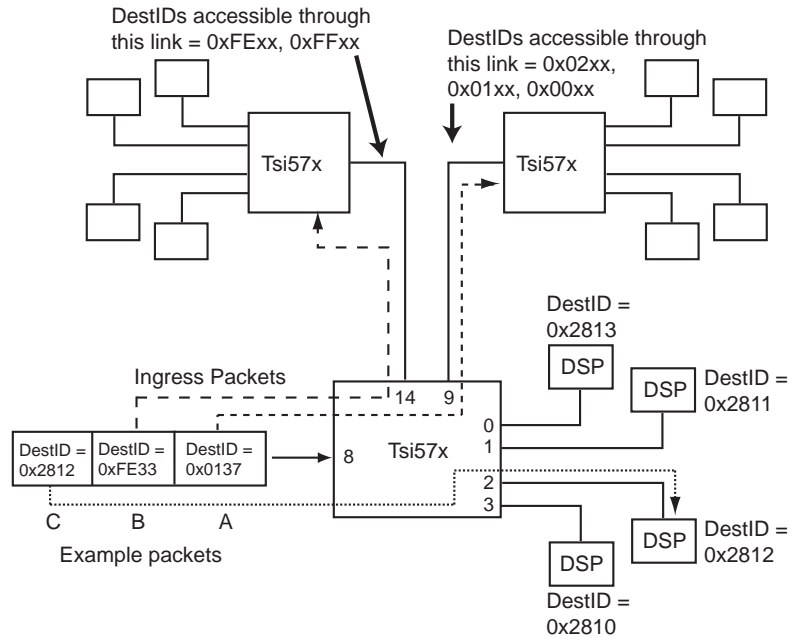 DestIDs accessible through
this link = 0xFExx, 0xFFxx
DestIDs accessible through
this link = 0x02xx,
0x01xx, 0x00xx
Tsi57x
Tsi57x
DestID =
0x2813
DSP
DSP
DestID =
0x2811
Ingress Packets
14
9
0
1
Tsi57x
8
2
3
DestID =
0x2812
DestID =
0xFE33
DestID =
0x0137
C
B
A
Example packets
DSP
DestID =
0x2812
DSP
DestID =
0x2810